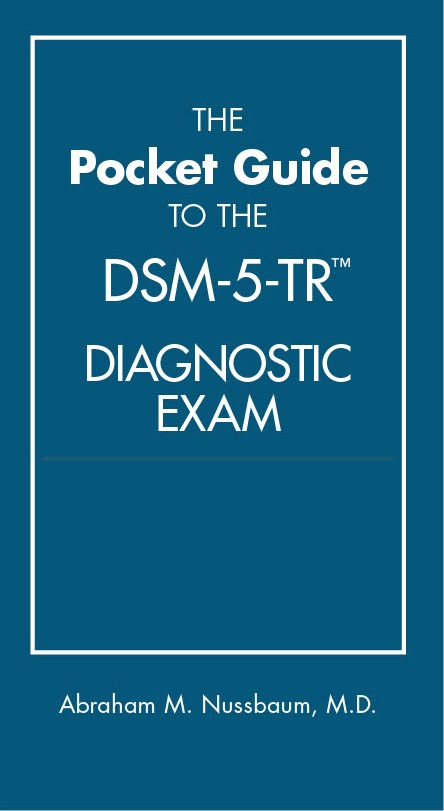 THE
Pocket Guide
TO THE
DSM-5-TR™
DIAGNOSTIC
EXAM
Abraham M. Nussbaum, M.D.